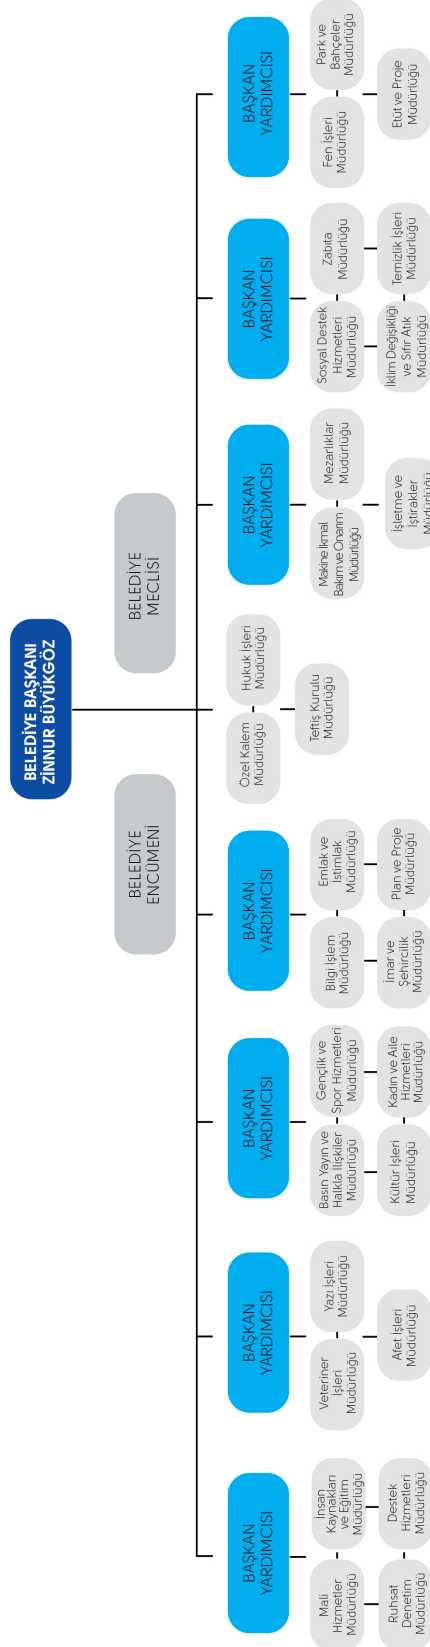 BELEDİYE BAŞKANI
ZİNNUR BÜYÜKGÖZ
BELEDİYE
ENCÜMENİ
BELEDİYE
MECLİSİ
BAŞKAN
YARDIMCISI
Mali
Hizmetler
Müdürlüğü
İnsan
Kaynakları
ve Eğitim
Müdürlüğü
Ruhsat
Denetim
Müdürlüğü
Destek
Hizmetleri
Müdürlüğü
BAŞKAN
YARDIMCISI
Veteriner
İşleri
Müdürlüğü
Yazı İşleri
Müdürlüğü
Afet İşleri
Müdürlüğü
BAŞKAN
YARDIMCISI
Basın Yayın ve
Halkla İlişkiler
Müdürlüğü
Gençlik ve
Spor Hizmetleri
Müdürlüğü
Kültür İşleri
Müdürlüğü
Kadın ve Aile
Hizmetleri
Müdürlüğü
BAŞKAN
YARDIMCISI
Bilgi İşlem
Müdürlüğü
Emlak ve
İstimlak
Müdürlüğü
İmar ve
Şehircilik
Müdürlüğü
Plan ve Proje
Müdürlüğü
Özel Kalem
Müdürlüğü
Hukuk İşleri
Müdürlüğü
Teftiş Kurulu
Müdürlüğü
BAŞKAN
YARDIMCISI
Makine İkmal
Bakım ve Onarım
Müdürlüğü
Mezarlıklar
Müdürlüğü
İşletme ve
İştirakler
Müdürlüğü
BAŞKAN
YARDIMCISI
Sosyal Destek
Hizmetleri
Müdürlüğü
Zabıta
Müdürlüğü
İklim Değişikliği
ve Sıfır Atık
Müdürlüğü
Temizlik İşleri
Müdürlüğü
BAŞKAN
YARDIMCISI
Fen İşleri
Müdürlüğü
Park ve
Bahçeler
Müdürlüğü
Etüt ve Proje
Müdürlüğü